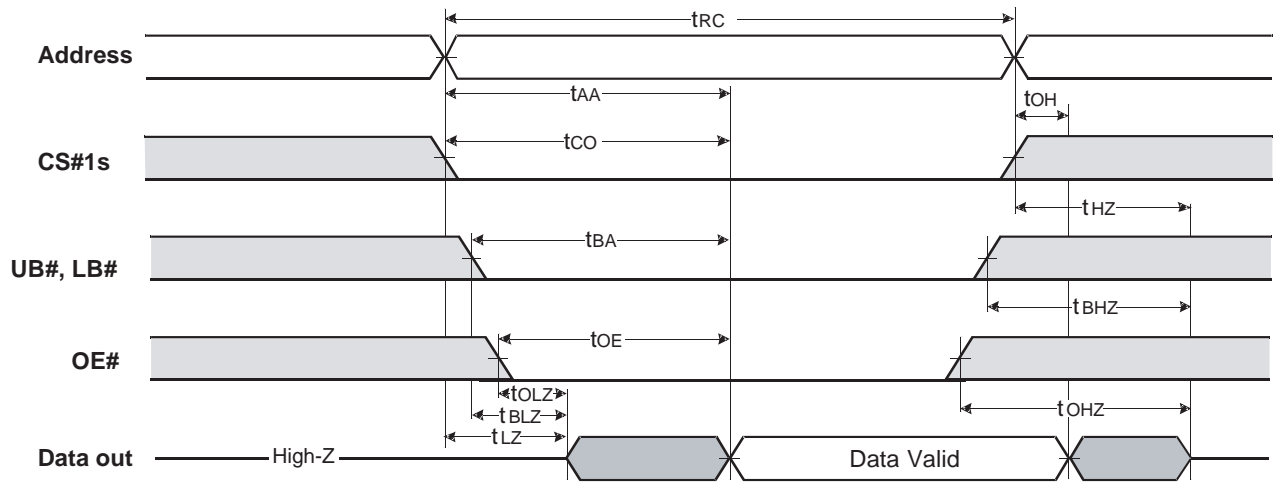 tRC
Address
tAA
tOH
tCO
CS#1s
tHZ
tBA
UB#, LB#
tBHZ
tOE
OE#
tOLZ
tBLZ
tOHZ
tLZ
Data out
High-Z
Data Valid